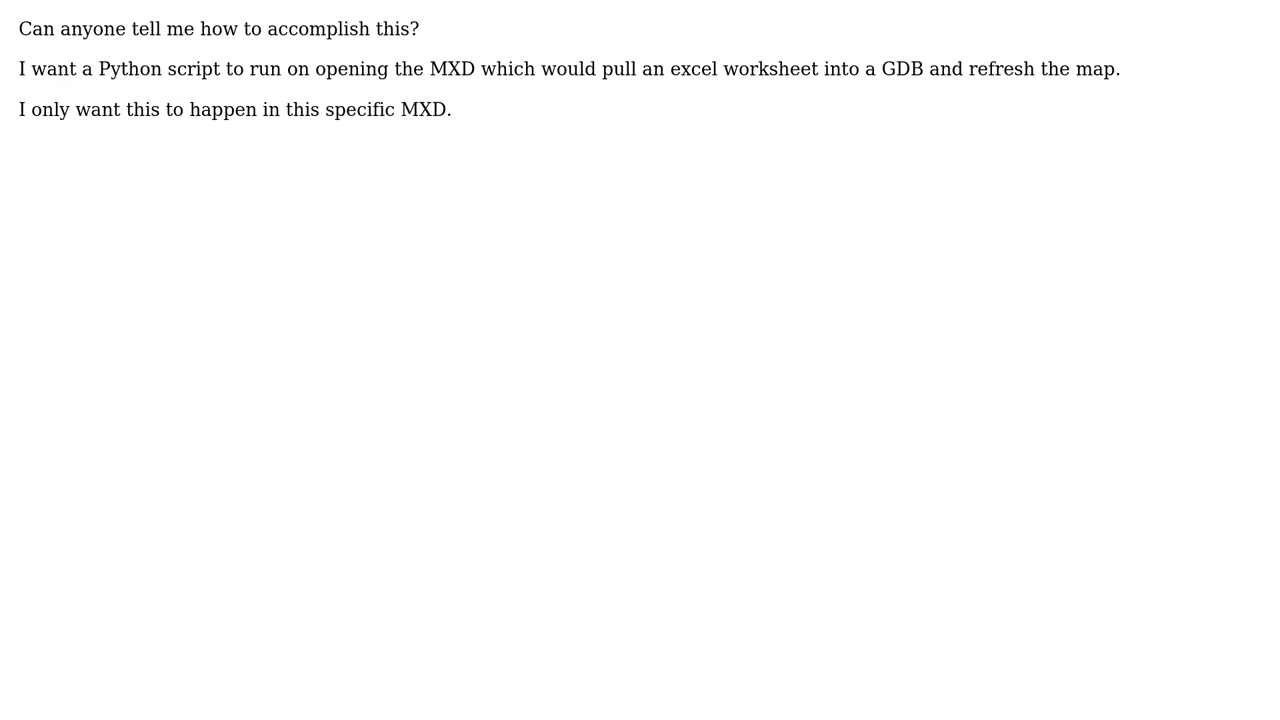 Can anyone tell me how to accomplish this?
I want a Python script to run on opening the MXD which would pull an excel worksheet into a GDB and refresh the map.
I only want this to happen in this specific MXD.